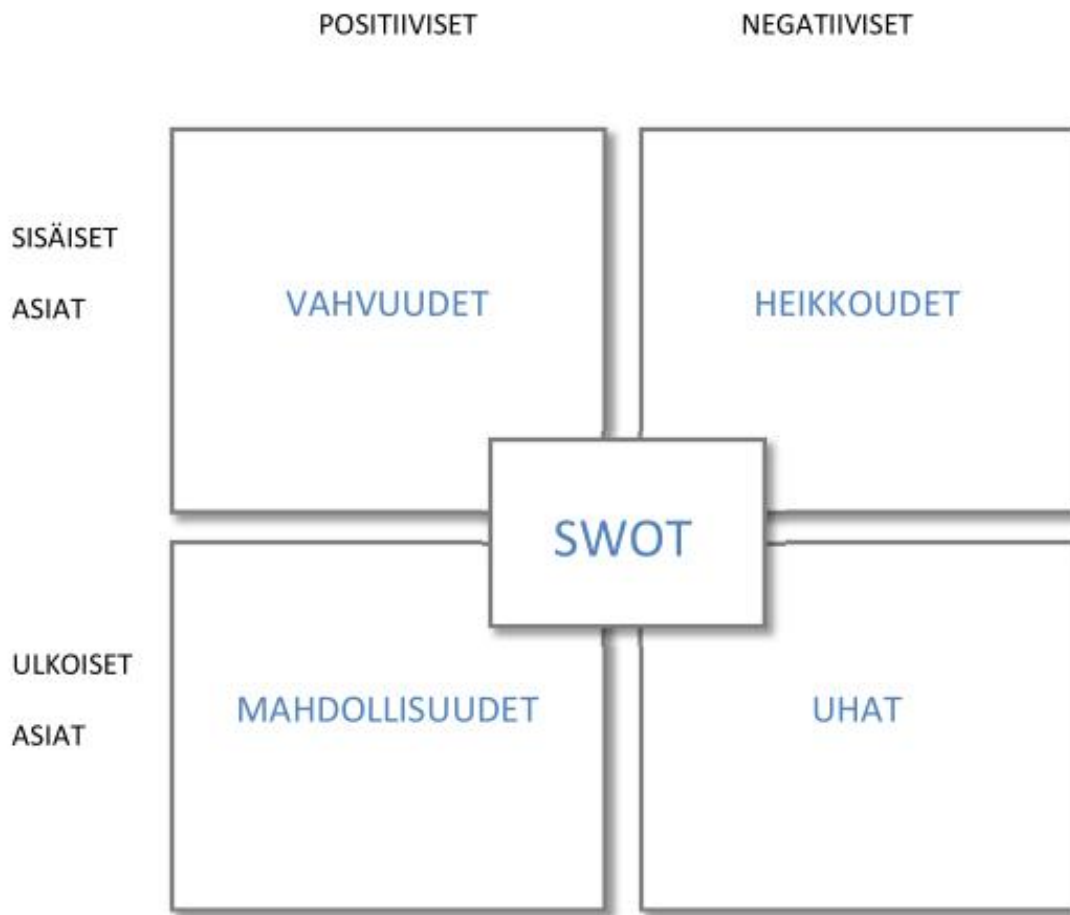 POSITIIVISET NEGATIIVISET
SISÄISET
ASIAT
VAHVUUDET HEIKKOUDET
SWOT
ULKOISET
ASIAT
MAHDOLLISUUDET UHAT